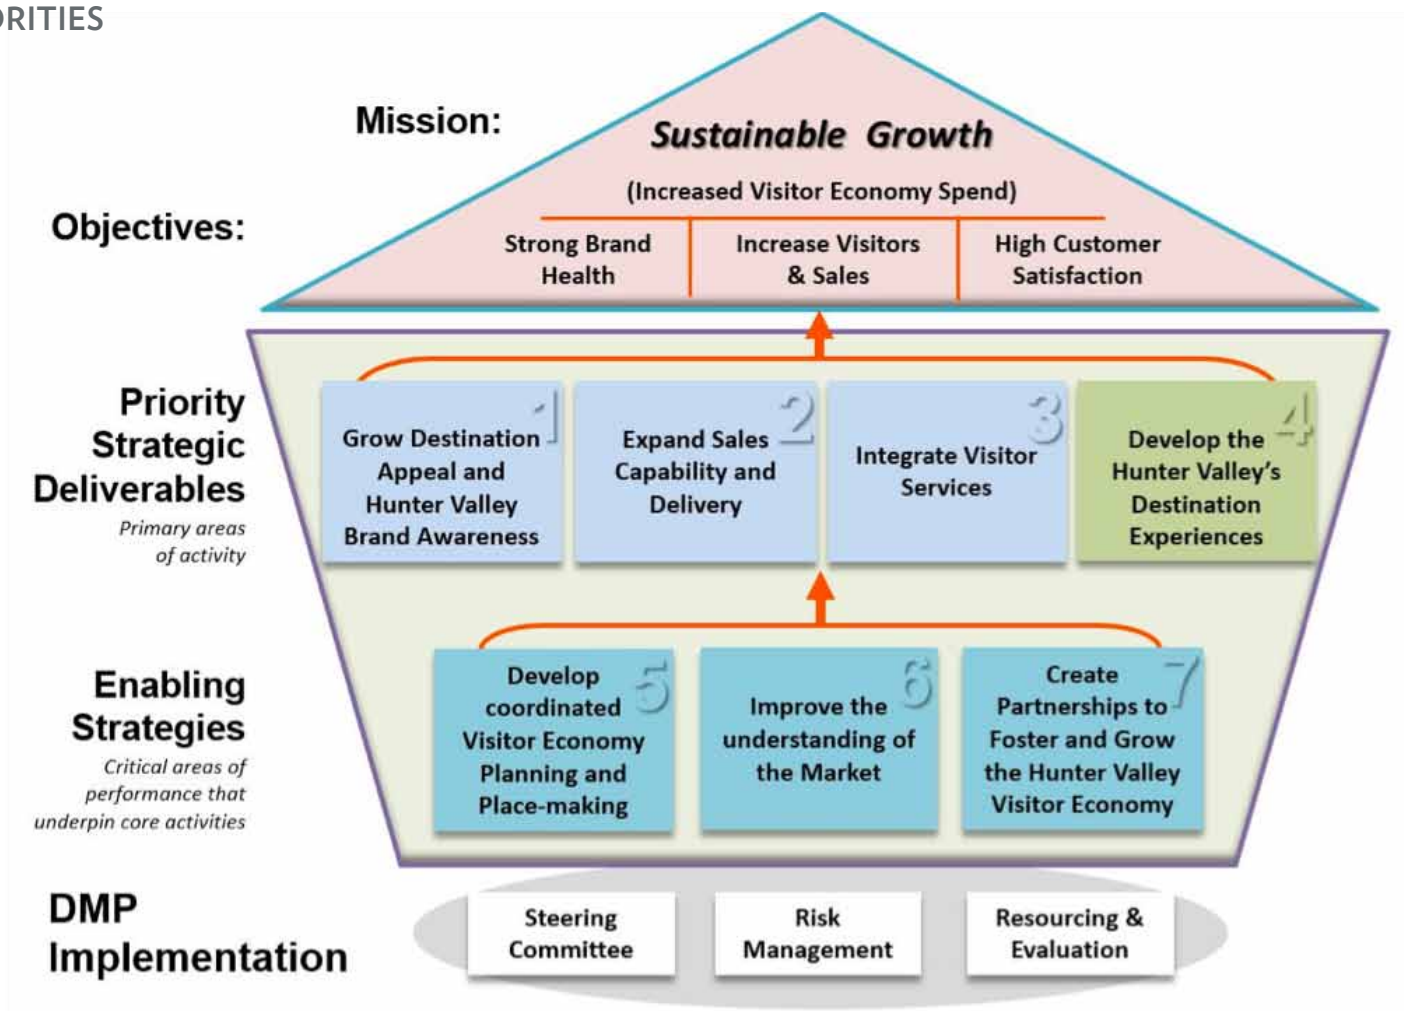 ORITIES
Mission:
Sustainable Growth
(Increased Visitor Economy Spend)
Objectives:
Strong Brand
Health
Increase Visitors
& Sales
High Customer
Satisfaction
Priority
Strategic
Deliverables
Primary areas
of activity
1
Grow Destination
Appeal and
Hunter Valley
Brand Awareness
2
Expand Sales
Capability and
Delivery
3
Integrate Visitor
Services
4
Develop the
Hunter Valley’s
Destination
Experiences
Enabling
Strategies
Critical areas of
performance that
underpin core activities
5
Develop
coordinated
Visitor Economy
Planning and
Place-making
6
Improve the
understanding of
the Market
7
Create
Partnerships to
Foster and Grow
the Hunter Valley
Visitor Economy
DMP
Implementation
Steering
Committee
Risk
Management
Resourcing &
Evaluation